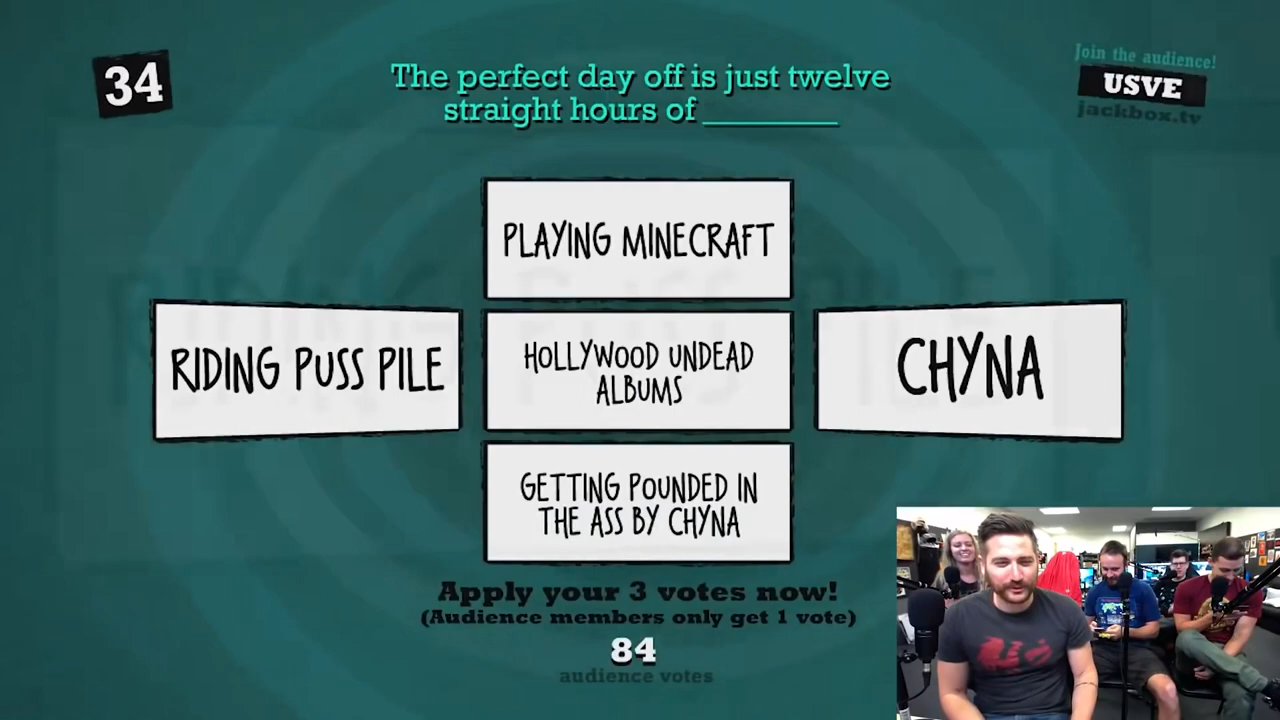 34
The perfect day off is just twelve
straight hours of ________
Join the audience!
USVE
jackbox.tv
PLAYING MINECRAFT
RIDING PUSS PILE
HOLLYWOOD UNDEAD
ALBUMS
CHYNA
GETTING POUNDED IN
THE ASS BY CHYNA
Apply your 3 votes now!
(Audience members only get 1 vote)
84
audience votes